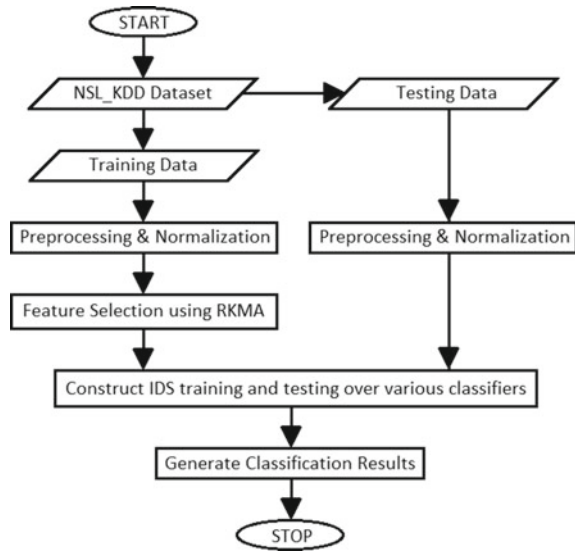 START
NSL_KDD Dataset
Testing Data
Training Data
Preprocessing & Normalization
Preprocessing & Normalization
Feature Selection using RKMA
Construct IDS training and testing over various classifiers
Generate Classification Results
STOP